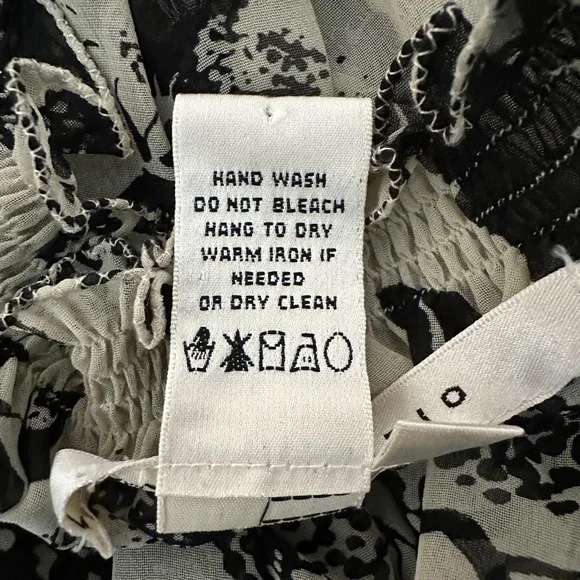 HAND WASH
DO NOT BLEACH
HANG TO DRY
WARM IRON IF
NEEDED
OR DRY CLEAN